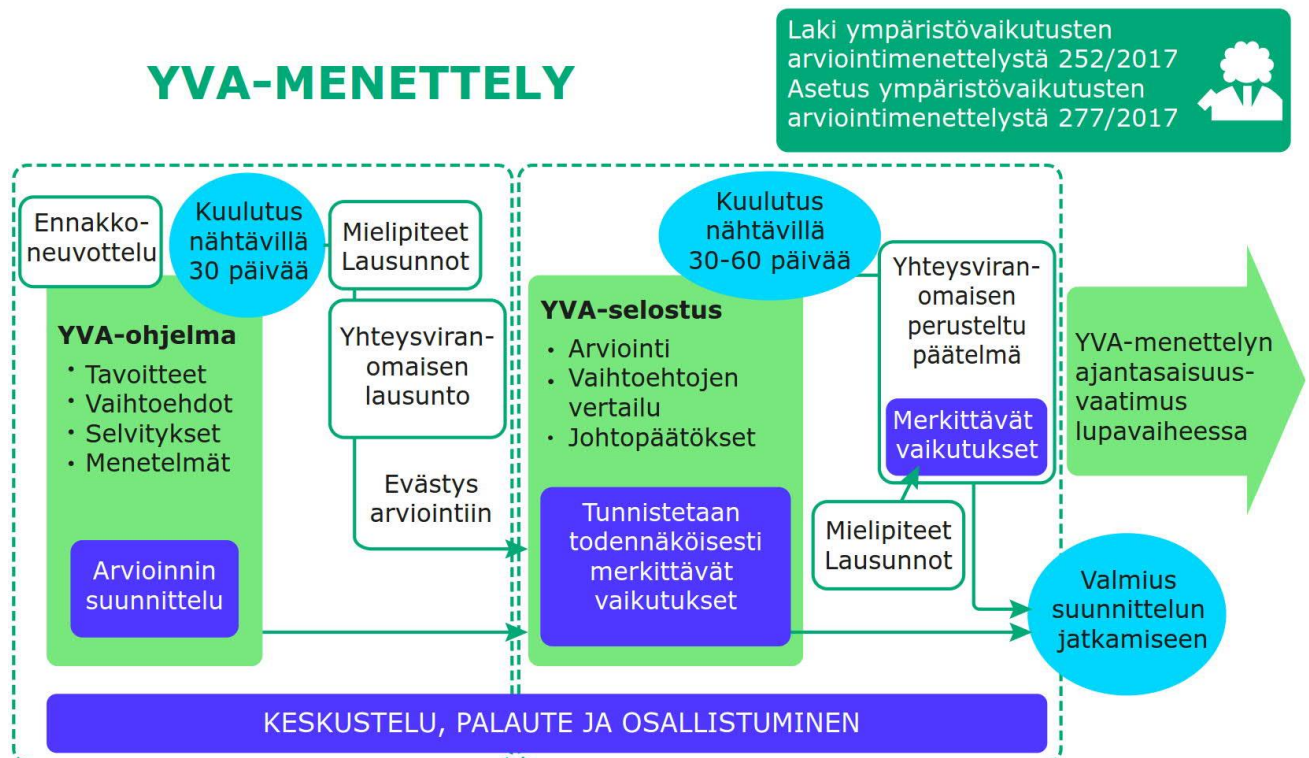 YVA-MENETTELY
Laki ympäristövaikutusten
arviointimenettelystä 252/2017
Asetus ympäristövaikutusten
arviointimenettelystä 277/2017
Ennakko-
neuvottelu
Kuulutus
nähtävillä
30 päivää
Mielipiteet
Lausunnot
YVA-ohjelma
• Tavoitteet
• Vaihtoehdot
• Selvitykset
• Menetelmät
Arvioinnin
suunnittelu
Yhteysviran-
omaisen
lausunto
Evästys
arviointiin
Kuulutus
nähtävillä
30-60 päivää
YVA-selostus
• Arviointi
• Vaihtoehtojen
vertailu
• Johtopäätökset
Tunnistetaan
todennäköisesti
merkittävät
vaikutukset
Yhteysviran-
omaisen
perusteltu
päätelmä
Merkittävät
vaikutukset
Mielipiteet
Lausunnot
YVA-menettelyn
ajantasaisuus-
vaatimus
lupavaiheessa
Valmius
suunnittelun
jatkamiseen
KESKUSTELU, PALAUTE JA OSALLISTUMINEN